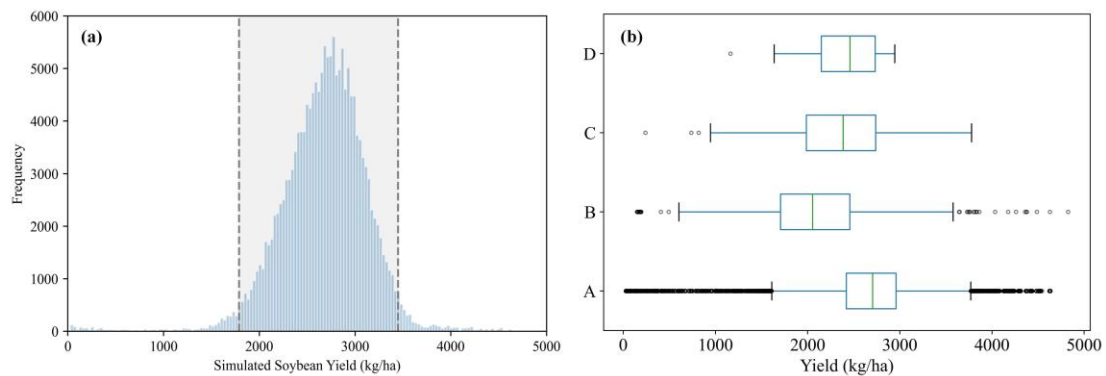 (a)
6000
5000
4000
3000
2000
1000
0
Frequency
0 1000 2000 3000 4000 5000
Simulated Soybean Yield (kg/ha)
(b)
D
C
B
A
0 1000 2000 3000 4000 5000
Yield (kg/ha)